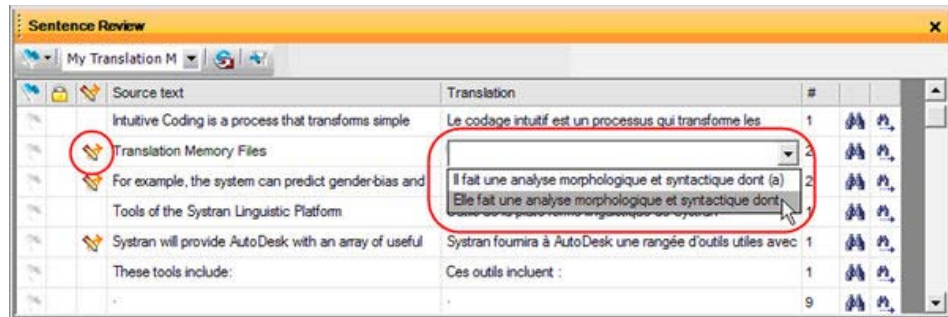 Sentence Review
My Translation M
Source text Translation #
Intuitive Coding is a process that transforms simple Le codage intuitif est un processus qui transforme les 1
Translation Memory Files 2
For example, the system can predict gender-bias and Il fait une analyse morphologique et syntactique dont (a) 2
Elle fait une analyse morphologique et syntactique dont
Tools of the Systran Linguistic Platform
Systran will provide AutoDesk with an array of useful Systran fournira à AutoDesk une rangée d'outils utiles avec 1
These tools include: Ces outils incluent : 1
. . 9